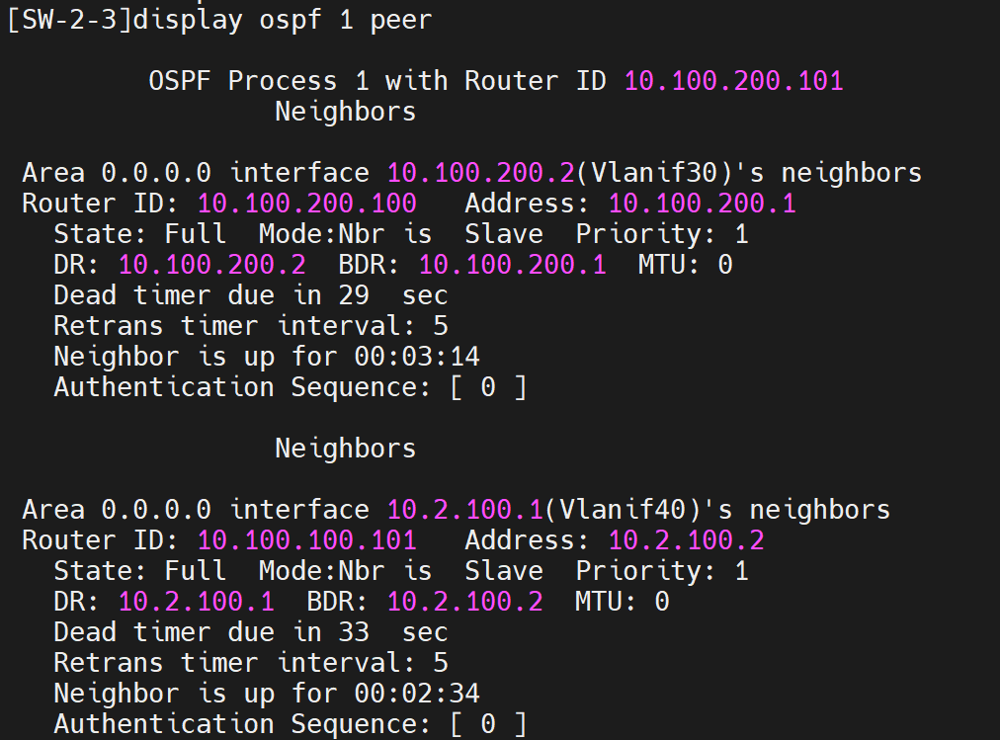 [SW-2-3]display ospf 1 peer
OSPF Process 1 with Router ID 10.100.200.101
Neighbors
Area 0.0.0.0 interface 10.100.200.2(Vlanif30)'s neighbors
Router ID: 10.100.200.100   Address: 10.100.200.1
State: Full  Mode:Nbr is  Slave  Priority: 1
DR: 10.100.200.2  BDR: 10.100.200.1  MTU: 0
Dead timer due in 29  sec
Retrans timer interval: 5
Neighbor is up for 00:03:14
Authentication Sequence: [ 0 ]
Neighbors
Area 0.0.0.0 interface 10.2.100.1(Vlanif40)'s neighbors
Router ID: 10.100.100.101   Address: 10.2.100.2
State: Full  Mode:Nbr is  Slave  Priority: 1
DR: 10.2.100.1  BDR: 10.2.100.2  MTU: 0
Dead timer due in 33  sec
Retrans timer interval: 5
Neighbor is up for 00:02:34
Authentication Sequence: [ 0 ]